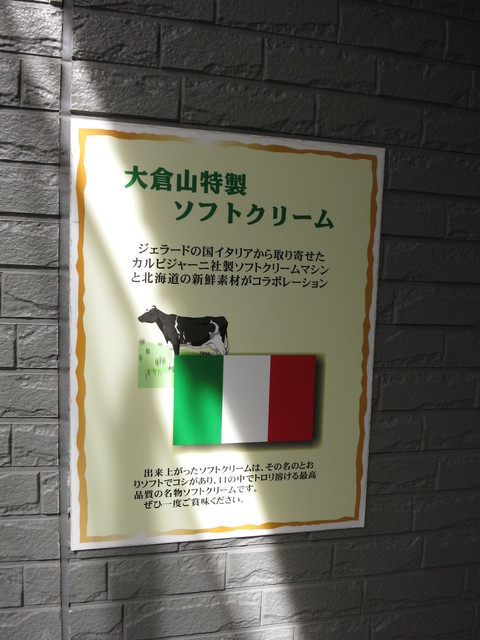 大倉山特製
ソフトクリーム
ジェラードの国イタリアから取り寄せた
カルピジャーニ社製ソフトクリームマシン
と北海道の新鮮素材がコラボレーション
出来上がったソフトクリームは、その名のとお
りソフトでコシがあり、口の中でトロリ溶ける最高
品質の名物ソフトクリームです。
ぜひ一度ご賞味ください。